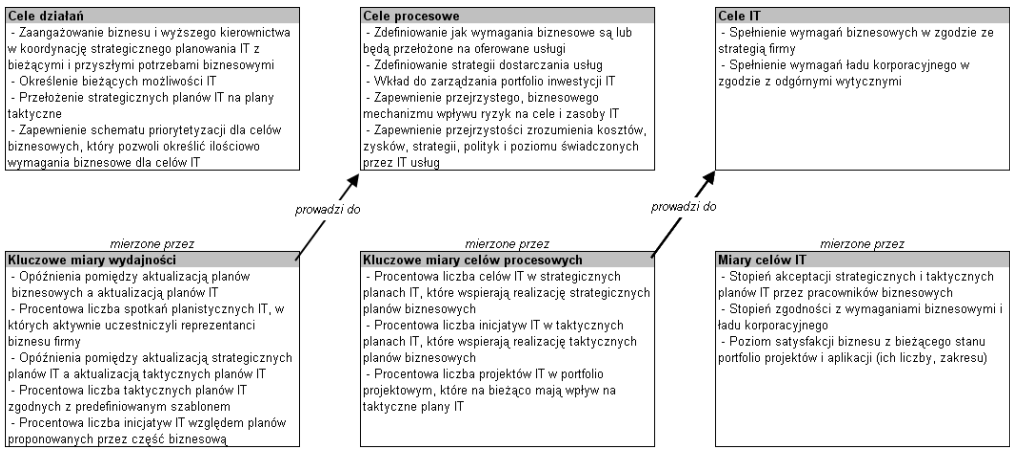 Cele działań
- Zaangażowanie biznesu i wyższego kierownictwa
w koordynację strategicznego planowania IT z
bieżącymi i przyszłymi potrzebami biznesowymi
- Określenie bieżących możliwości IT
- Przełożenie strategicznych planów IT na plany
taktyczne
- Zapewnienie schematu priorytetyzacji dla celów
biznesowych, który pozwoli określić ilościowo
wymagania biznesowe dla celów IT
Cele procesowe
- Zdefiniowanie jak wymagania biznesowe są lub
będą przełożone na oferowane usługi
- Zdefiniowanie strategii dostarczania usług
- Wkład do zarządzania portfolio inwestycji IT
- Zapewnienie przejrzystego, biznesowego
mechanizmu wpływu ryzyk na cele i zasoby IT
- Zapewnienie przejrzystości zrozumienia kosztów,
zysków, strategii, polityk i poziomu świadczonych
przez IT usług
Cele IT
- Spełnienie wymagań biznesowych w zgodzie ze
strategią firmy
- Spełnienie wymagań ładu korporacyjnego w
zgodzie z odgórnymi wytycznymi
prowadzi do
prowadzi do
mierzone przez
mierzone przez
mierzone przez
Kluczowe miary wydajności
- Opóźnienia pomiędzy aktualizacją planów
biznesowych a aktualizacją planów IT
- Procentowa liczba spotkań planistycznych IT, w
których aktywnie uczestniczyli reprezentanci
biznesu firmy
- Opóźnienia pomiędzy aktualizacją strategicznych
planów IT a aktualizacją taktycznych planów IT
- Procentowa liczba taktycznych planów IT
zgodnych z predefiniowanym szablonem
- Procentowa liczba inicjatyw IT względem planów
proponowanych przez część biznesową
Kluczowe miary celów procesowych
- Procentowa liczba celów IT w strategicznych
planach IT, które wspierają realizację strategicznych
planów biznesowych
- Procentowa liczba inicjatyw IT w taktycznych
planach IT, które wspierają realizację taktycznych
planów biznesowych
- Procentowa liczba projektów IT w portfolio
projektowym, które na bieżąco mają wpływ na
taktyczne plany IT
Miary celów IT
- Stopień akceptacji strategicznych i taktycznych
planów IT przez pracowników biznesowych
- Stopień zgodności z wymaganiami biznesowymi i
ładu korporacyjnego
- Poziom satysfakcji biznesu z bieżącego stanu
portfolio projektów i aplikacji (ich liczby, zakresu)